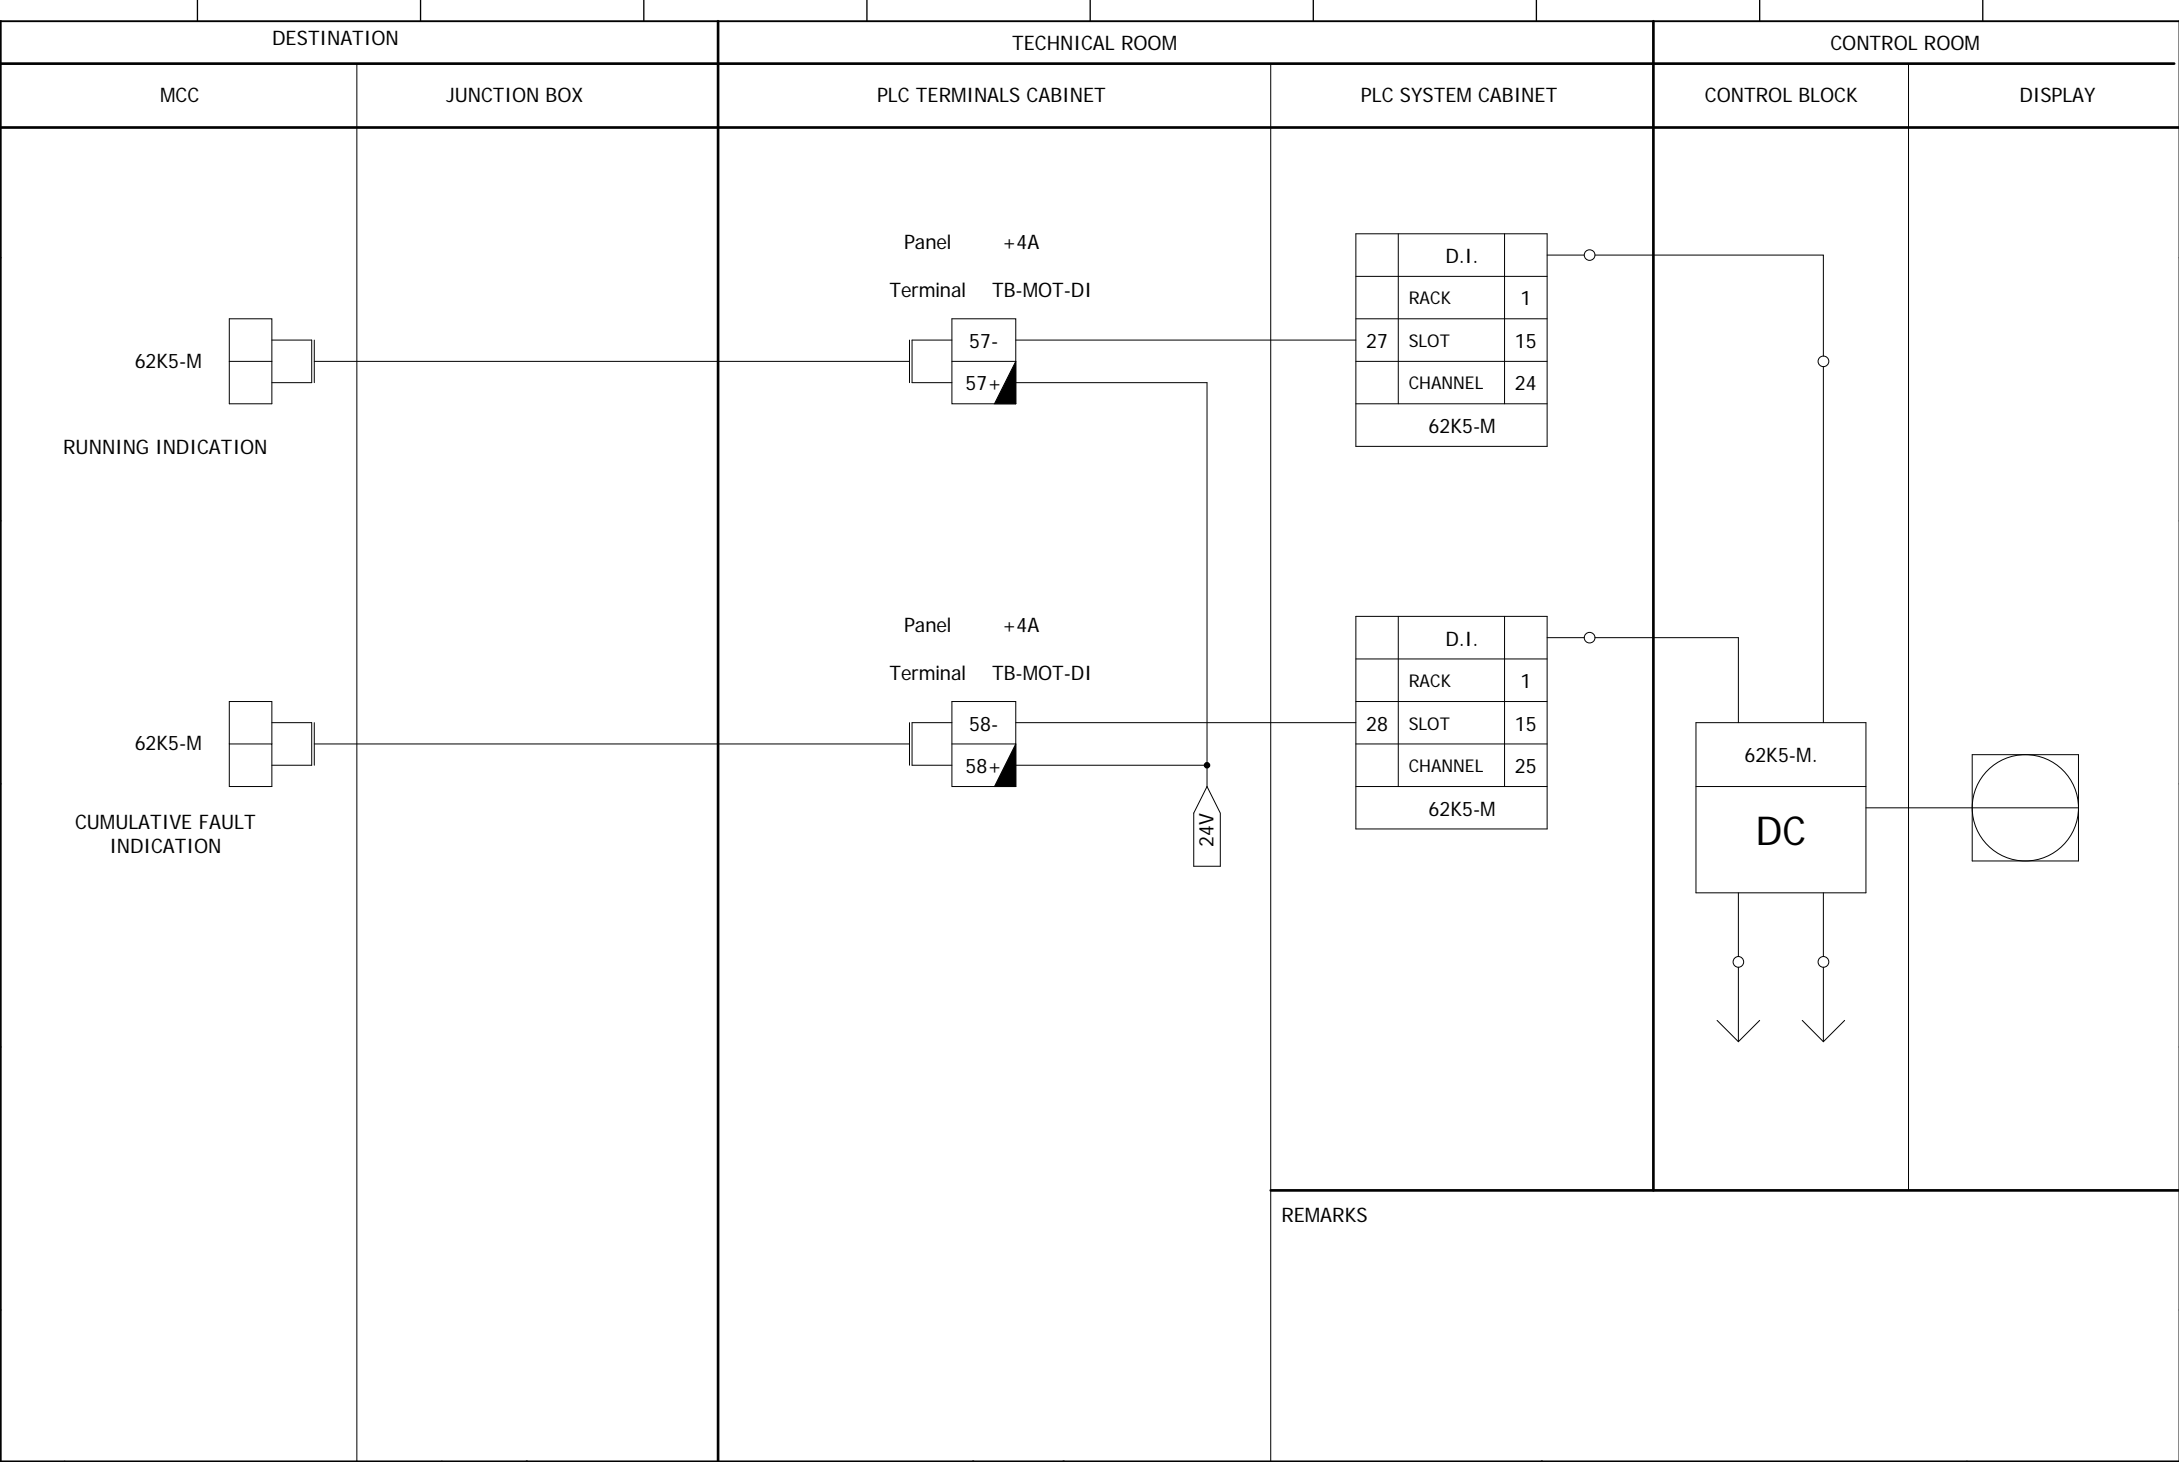 DESTINATION
TECHNICAL ROOM
CONTROL ROOM
MCC
JUNCTION BOX
PLC TERMINALS CABINET
PLC SYSTEM CABINET
CONTROL BLOCK
DISPLAY
Panel +4A
Terminal TB-MOT-DI
62K5-M
RUNNING INDICATION
57-
57+
D.I.
RACK 1
27 SLOT 15
CHANNEL 24
62K5-M
Panel +4A
Terminal TB-MOT-DI
62K5-M
CUMULATIVE FAULT
INDICATION
58-
58+
24V
D.I.
RACK 1
28 SLOT 15
CHANNEL 25
62K5-M
62K5-M.
DC
REMARKS